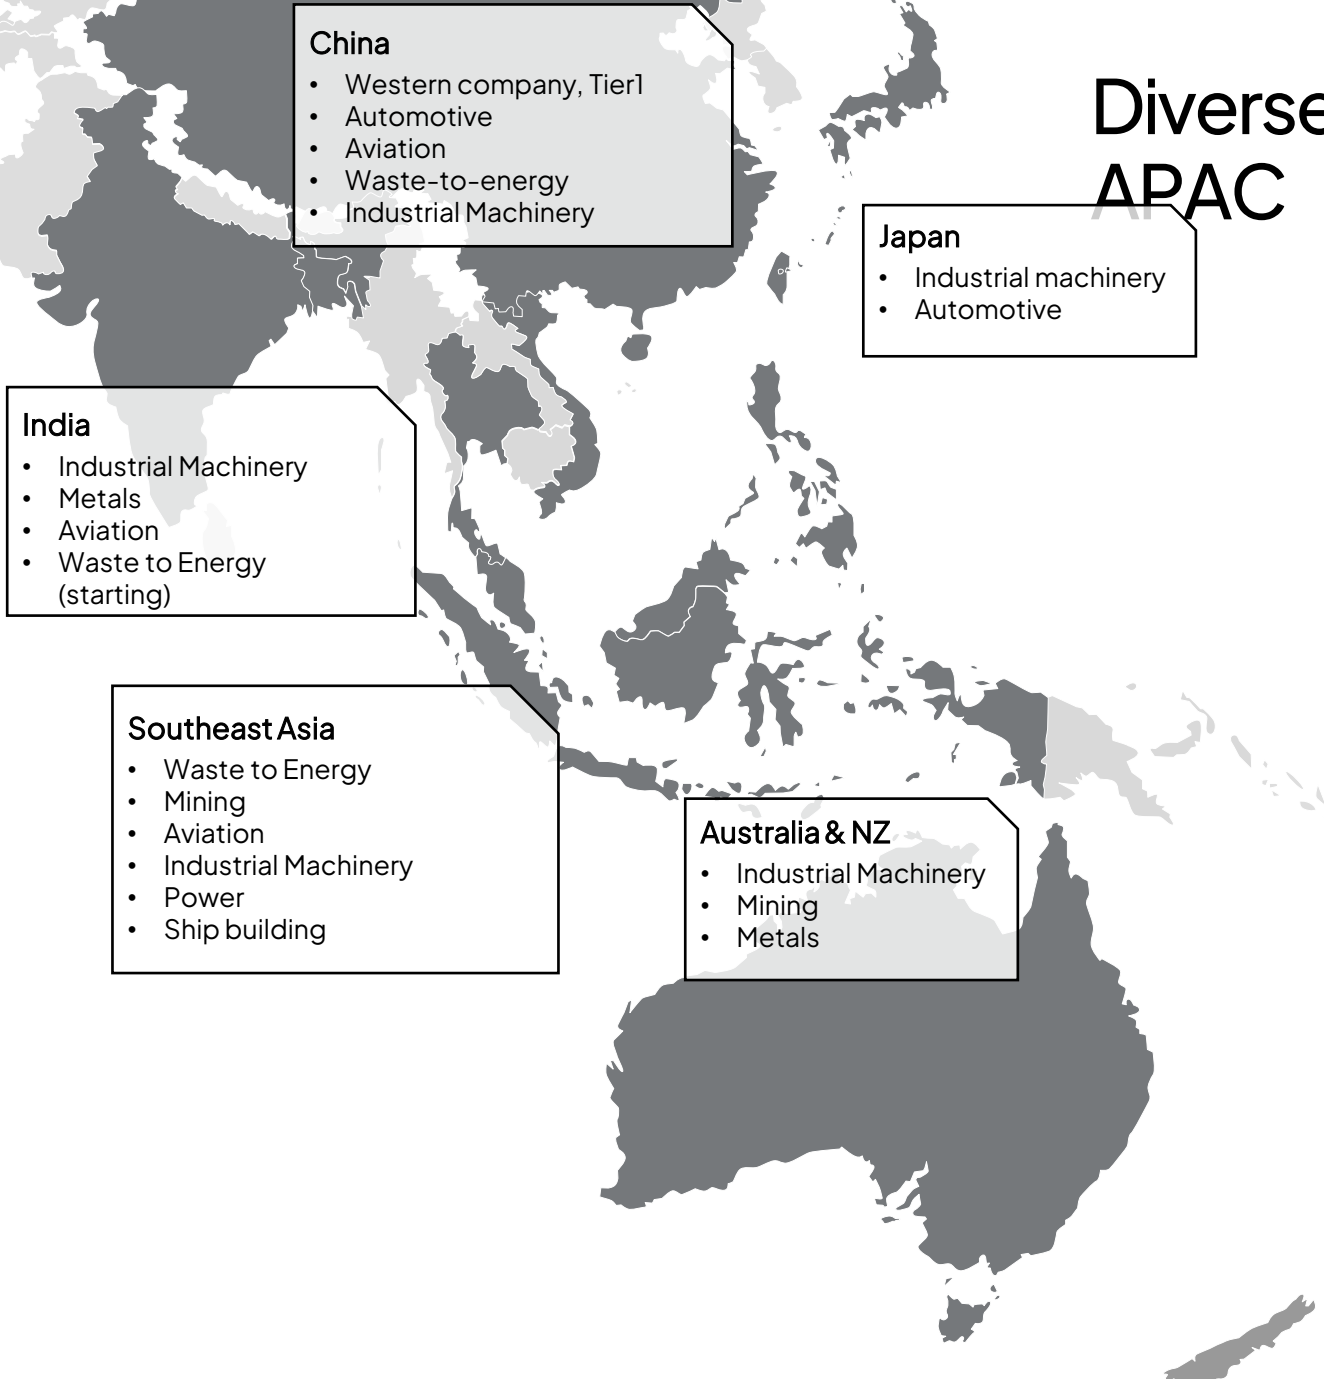 Diverse
APAC
China
• Western company, Tier1
• Automotive
• Aviation
• Waste-to-energy
• Industrial Machinery
Japan
• Industrial machinery
• Automotive
India
• Industrial Machinery
• Metals
• Aviation
• Waste to Energy
(starting)
Southeast Asia
• Waste to Energy
• Mining
• Aviation
• Industrial Machinery
• Power
• Ship building
Australia & NZ
• Industrial Machinery
• Mining
• Metals